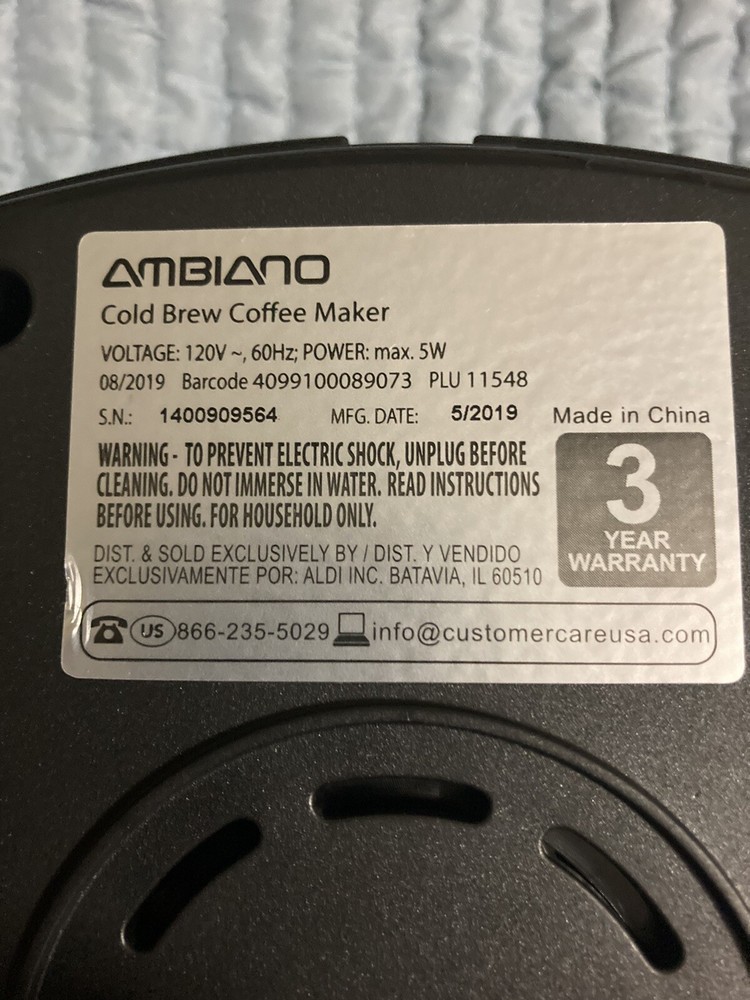 AMBIANO
Cold Brew Coffee Maker
VOLTAGE: 120V ~, 60Hz; POWER: max. 5W
08/2019 Barcode 4099100089073 PLU 11548
S.N.: 1400909564 MFG. DATE: 5/2019 Made in China
WARNING - TO PREVENT ELECTRIC SHOCK, UNPLUG BEFORE
CLEANING. DO NOT IMMERSE IN WATER. READ INSTRUCTIONS
BEFORE USING. FOR HOUSEHOLD ONLY.
3
YEAR
WARRANTY
DIST. & SOLD EXCLUSIVELY BY / DIST. Y VENDIDO
EXCLUSIVAMENTE POR: ALDI INC. BATAVIA, IL 60510
US 866-235-5029 info@customercareusa.com